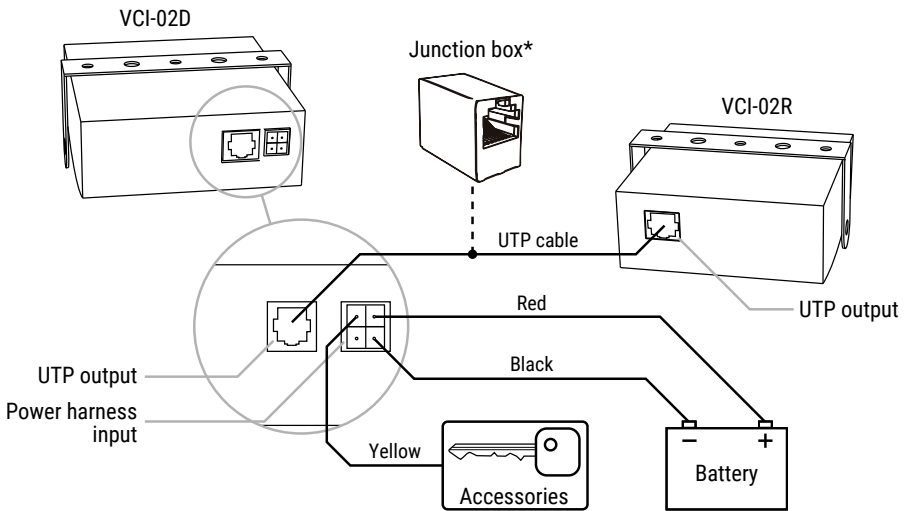 VCI-02D
Junction box*
VCI-02R
UTP cable
UTP output
Red
Black
UTP output
Power harness
input
Yellow
Accessories
− +
Battery